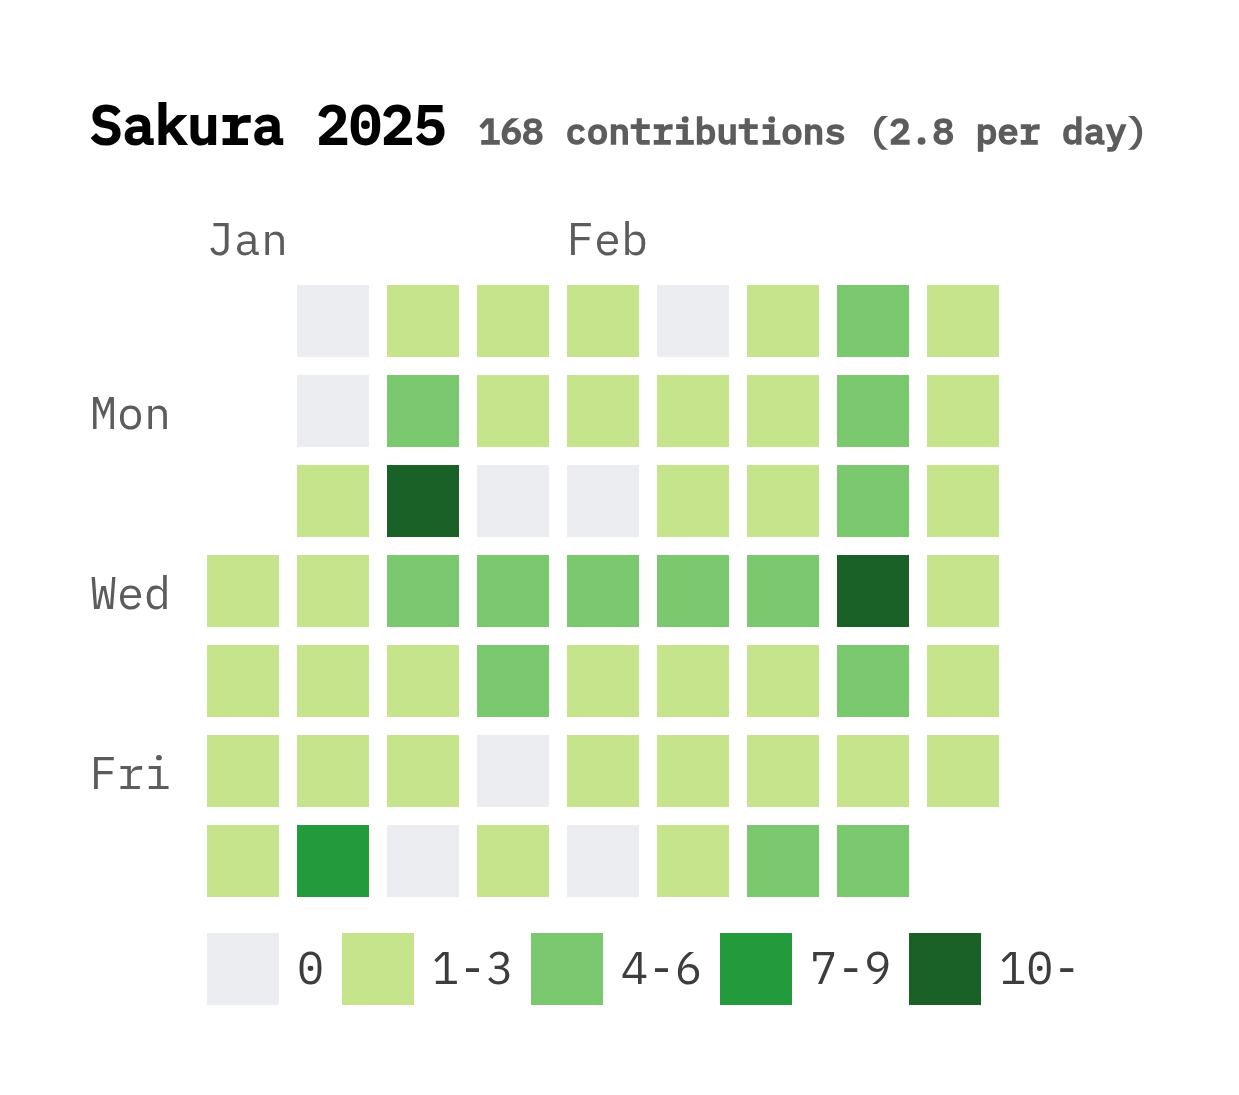 Sakura 2025 168 contributions (2.8 per day)
Jan Feb
Mon
Wed
Fri
0 1-3 4-6 7-9 10-